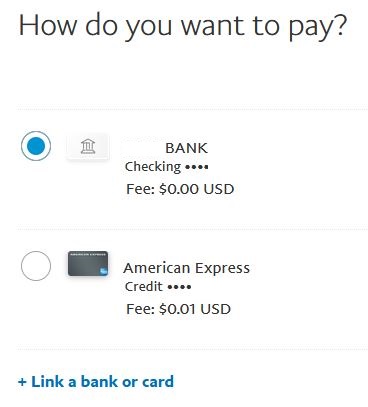 How do you want to pay?
BANK
Checking ••••
Fee: $0.00 USD
AMERICAN EXPRESS
American Express
Credit ••••
Fee: $0.01 USD
+ Link a bank or card